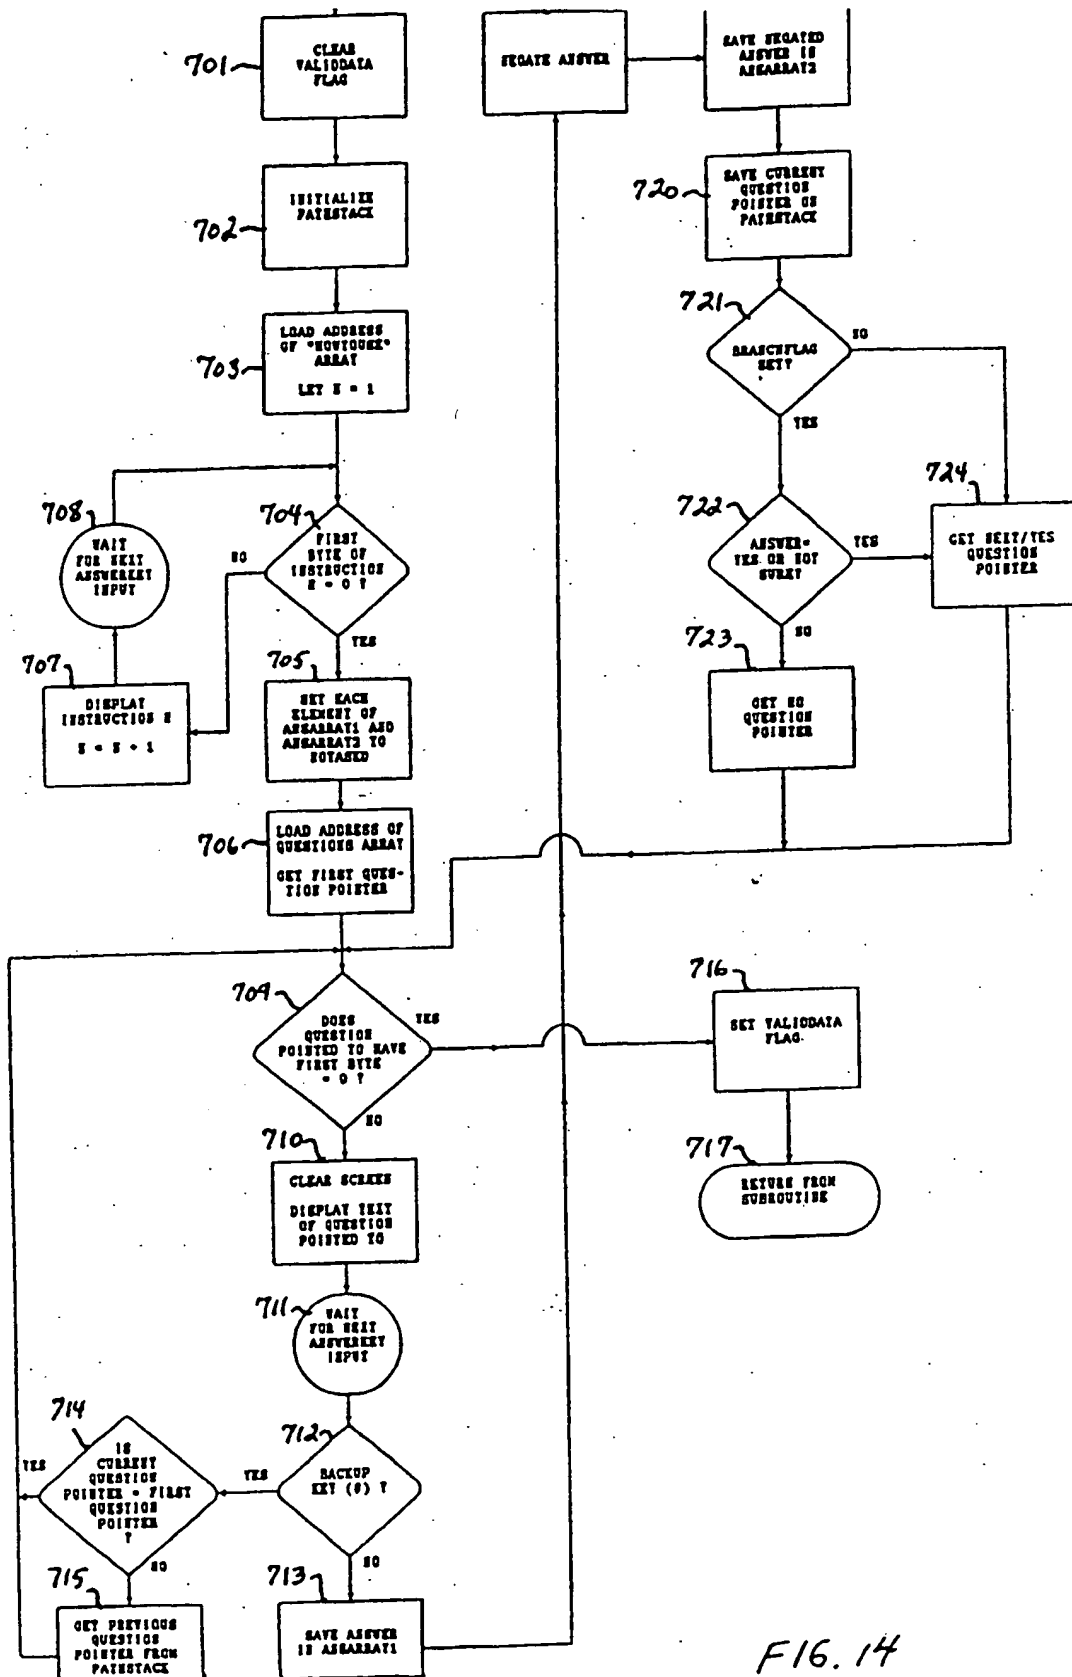 701
CLEAR
VALIDDATA
FLAG
702
INITIALIZE
PATHSTACK
703
LOAD ADDRESS
OF "HOWTOUSE"
ARRAY
LET N = 1
704
FIRST
BYTE OF
INSTRUCTION
N = 0 ?
NO
YES
708
WAIT
FOR NEXT
ANSWERKEY
INPUT
707
DISPLAY
INSTRUCTION N
N = N + 1
705
SET EACH
ELEMENT OF
ANSARRAY1 AND
ANSARRAY2 TO
NOTASKED
706
LOAD ADDRESS OF
QUESTIONS ARRAY
GET FIRST QUES-
TION POINTER
709
DOES
QUESTION
POINTED TO HAVE
FIRST BYTE
= 0 ?
YES
NO
710
CLEAR SCREEN
DISPLAY TEXT
OF QUESTION
POINTED TO
711
WAIT
FOR NEXT
ANSWERKEY
INPUT
712
BACKUP
KEY (#) ?
YES
NO
714
IS
CURRENT
QUESTION
POINTER = FIRST
QUESTION
POINTER
?
YES
NO
715
GET PREVIOUS
QUESTION
POINTER FROM
PATHSTACK
713
SAVE ANSWER
IN ANSARRAY1
NEGATE ANSWER
SAVE NEGATED
ANSWER IN
ANSARRAY2
720
SAVE CURRENT
QUESTION
POINTER ON
PATHSTACK
721
BRANCHFLAG
SET?
NO
YES
722
ANSWER=
YES OR NOT
SURE?
YES
NO
724
GET NEXT/YES
QUESTION
POINTER
723
GET NO
QUESTION
POINTER
716
SET VALIDDATA
FLAG
717
RETURN FROM
SUBROUTINE
FIG. 14